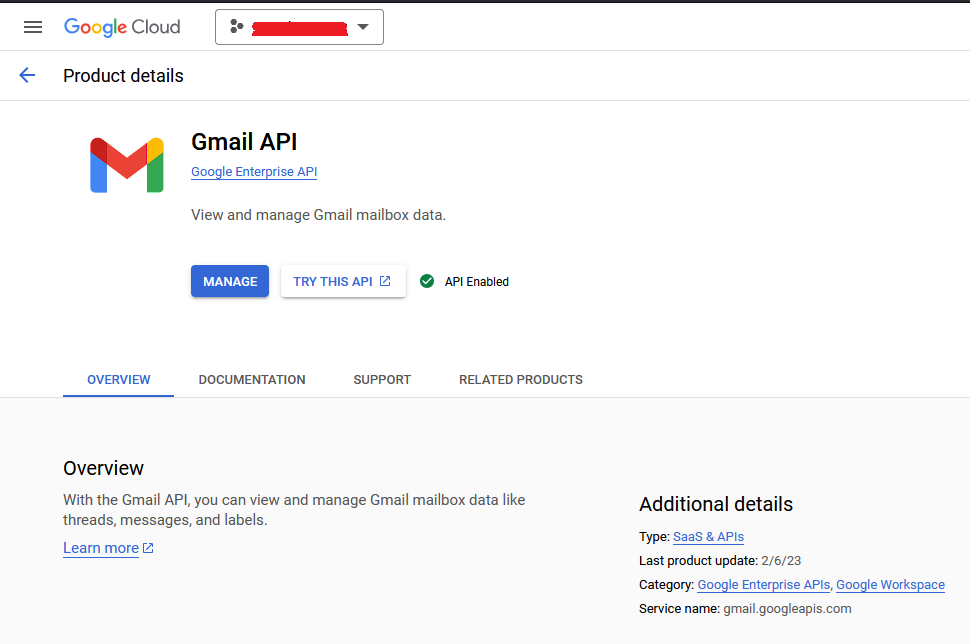 Google Cloud
Product details
Gmail API
Google Enterprise API
View and manage Gmail mailbox data.
MANAGE
TRY THIS API
API Enabled
OVERVIEW
DOCUMENTATION
SUPPORT
RELATED PRODUCTS
Overview
With the Gmail API, you can view and manage Gmail mailbox data like
threads, messages, and labels.
Learn more
Additional details
Type: SaaS & APIs
Last product update: 2/6/23
Category: Google Enterprise APIs, Google Workspace
Service name: gmail.googleapis.com